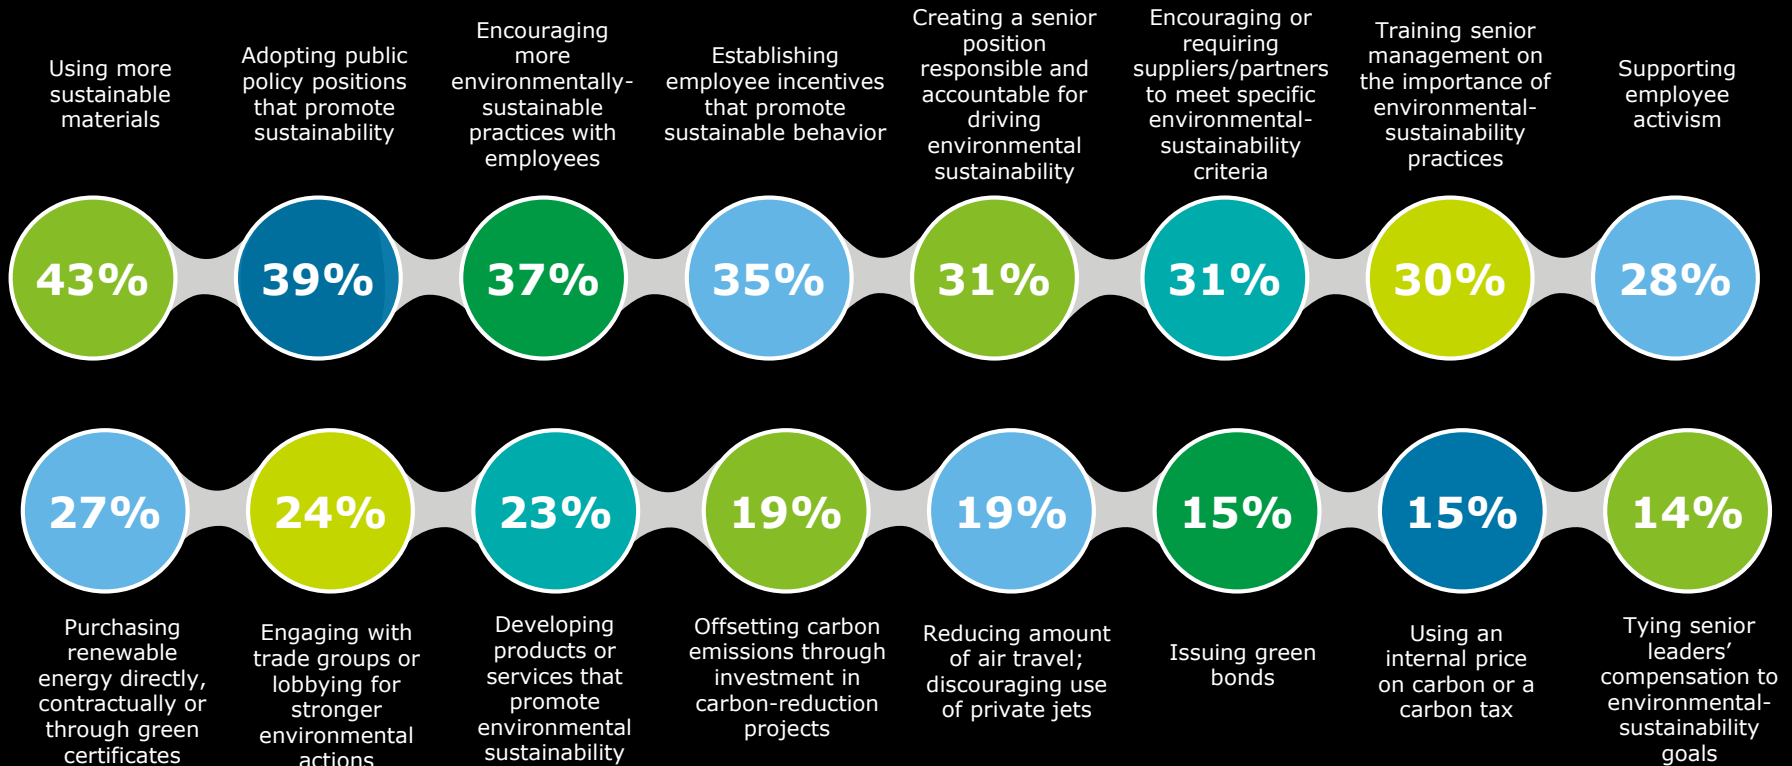 Using more
sustainable
materials
Adopting public
policy positions
that promote
sustainability
Encouraging
more
environmentally-
sustainable
practices with
employees
Establishing
employee incentives
that promote
sustainable behavior
Creating a senior
position
responsible and
accountable for
driving
environmental
sustainability
Encouraging or
requiring
suppliers/partners
to meet specific
environmental-
sustainability
criteria
Training senior
management on
the importance of
environmental-
sustainability
practices
Supporting
employee
activism
43%
39%
37%
35%
31%
31%
30%
28%
27%
24%
23%
19%
19%
15%
15%
14%
Purchasing
renewable
energy directly,
contractually or
through green
certificates
Engaging with
trade groups or
lobbying for
stronger
environmental
actions
Developing
products or
services that
promote
environmental
sustainability
Offsetting carbon
emissions through
investment in
carbon-reduction
projects
Reducing amount
of air travel;
discouraging use
of private jets
Issuing green
bonds
Using an
internal price
on carbon or a
carbon tax
Tying senior
leaders’
compensation to
environmental-
sustainability
goals